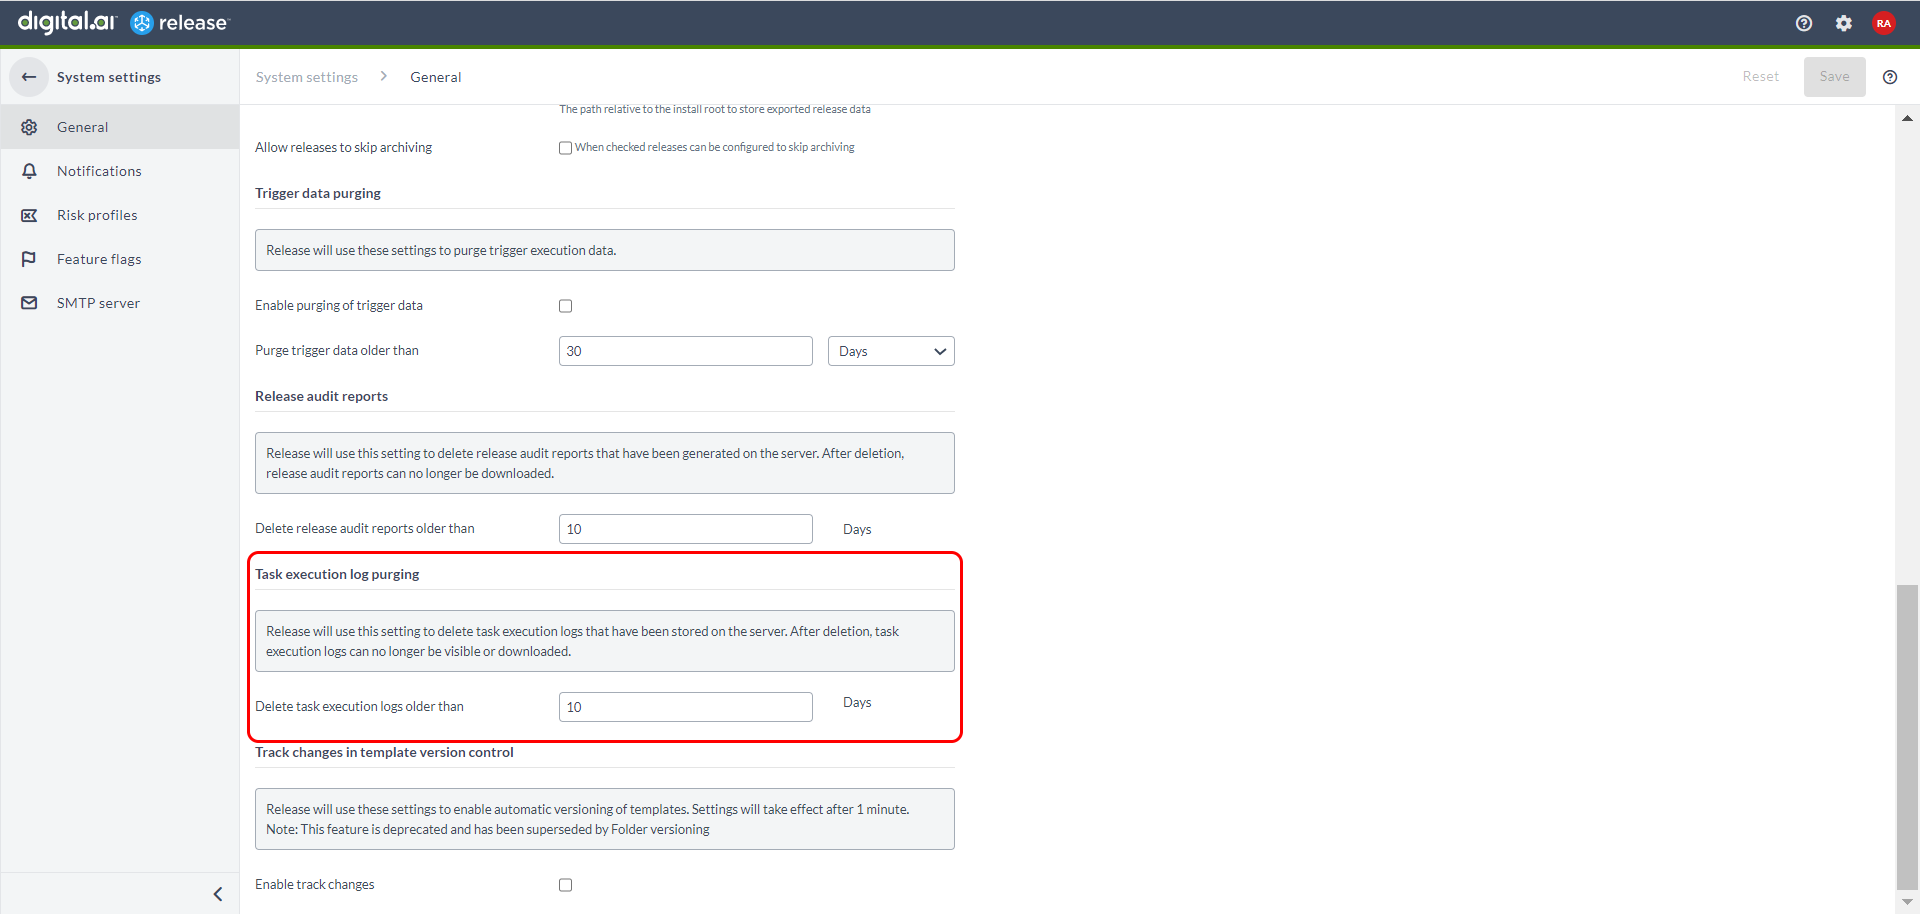 digital.ai release
RA
System settings
System settings > General
Reset
Save
General
Notifications
Risk profiles
Feature flags
SMTP server
The path relative to the install root to store exported release data
Allow releases to skip archiving
When checked releases can be configured to skip archiving
Trigger data purging
Release will use these settings to purge trigger execution data.
Enable purging of trigger data
Purge trigger data older than
30
Days
Release audit reports
Release will use this setting to delete release audit reports that have been generated on the server. After deletion,
release audit reports can no longer be downloaded.
Delete release audit reports older than
10
Days
Task execution log purging
Release will use this setting to delete task execution logs that have been stored on the server. After deletion, task
execution logs can no longer be visible or downloaded.
Delete task execution logs older than
10
Days
Track changes in template version control
Release will use these settings to enable automatic versioning of templates. Settings will take effect after 1 minute.
Note: This feature is deprecated and has been superseded by Folder versioning
Enable track changes